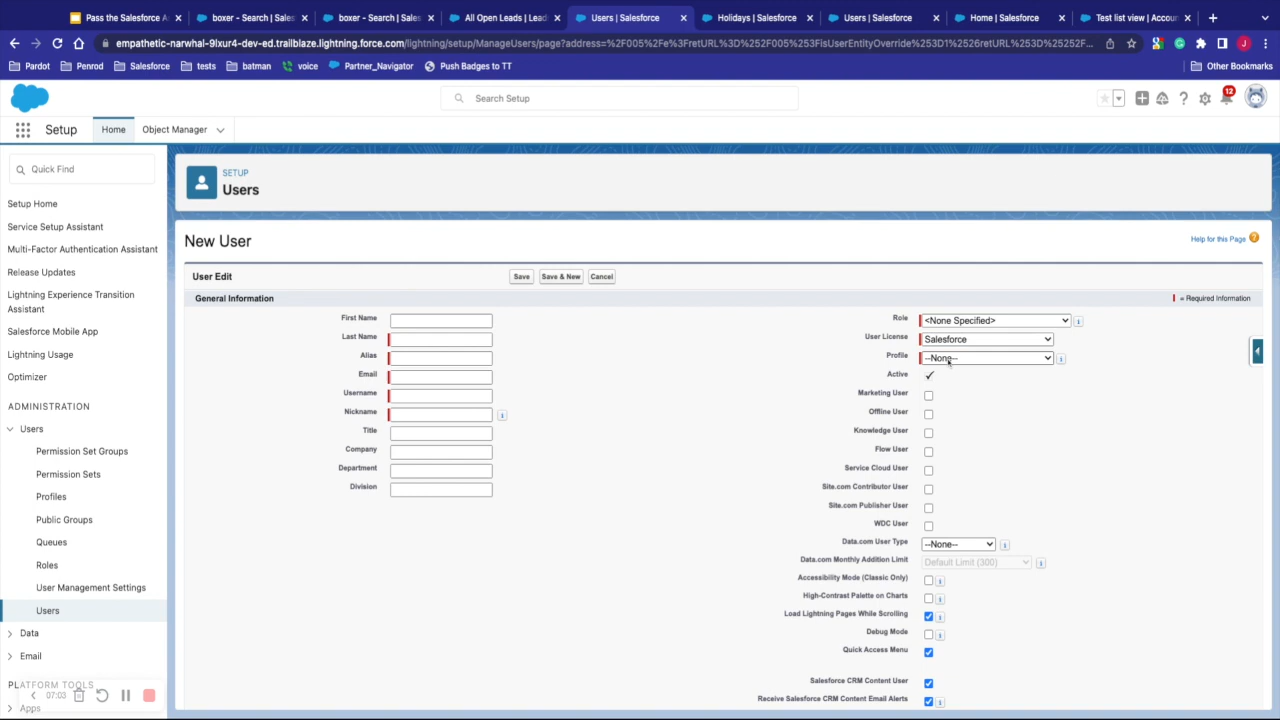 Pass the Salesforce A
boxer - Search | Sales
boxer - Search | Sales
All Open Leads | Lead
Users | Salesforce
Holidays | Salesforce
Users | Salesforce
Home | Salesforce
Test list view | Accou
empathetic-narwhal-9lxur4-dev-ed.trailblaze.lightning.force.com/lightning/setup/ManageUsers/page?address=%2F005%2Fe%3FretURL%3D%252F005%253FisUserEntityOverride%253D1%2526retURL%253D%25252F...
Pardot
Penrod
Salesforce
tests
batman
voice
Partner_Navigator
Push Badges to TT
Other Bookmarks
Search Setup
12
Setup
Home
Object Manager
Quick Find
Setup Home
Service Setup Assistant
Multi-Factor Authentication Assistant
Release Updates
Lightning Experience Transition
Assistant
Salesforce Mobile App
Lightning Usage
Optimizer
ADMINISTRATION
Users
Permission Set Groups
Permission Sets
Profiles
Public Groups
Queues
Roles
User Management Settings
Users
Data
Email
PLATFORM TOOLS
07:03
Apps
SETUP
Users
New User
Help for this Page
User Edit
Save
Save & New
Cancel
General Information
= Required Information
First Name
Last Name
Alias
Email
Username
Nickname
Title
Company
Department
Division
Role <None Specified>
User License Salesforce
Profile --None--
Active
Marketing User
Offline User
Knowledge User
Flow User
Service Cloud User
Site.com Contributor User
Site.com Publisher User
WDC User
Data.com User Type --None--
Data.com Monthly Addition Limit Default Limit (300)
Accessibility Mode (Classic Only)
High-Contrast Palette on Charts
Load Lightning Pages While Scrolling
Debug Mode
Quick Access Menu
Salesforce CRM Content User
Receive Salesforce CRM Content Email Alerts